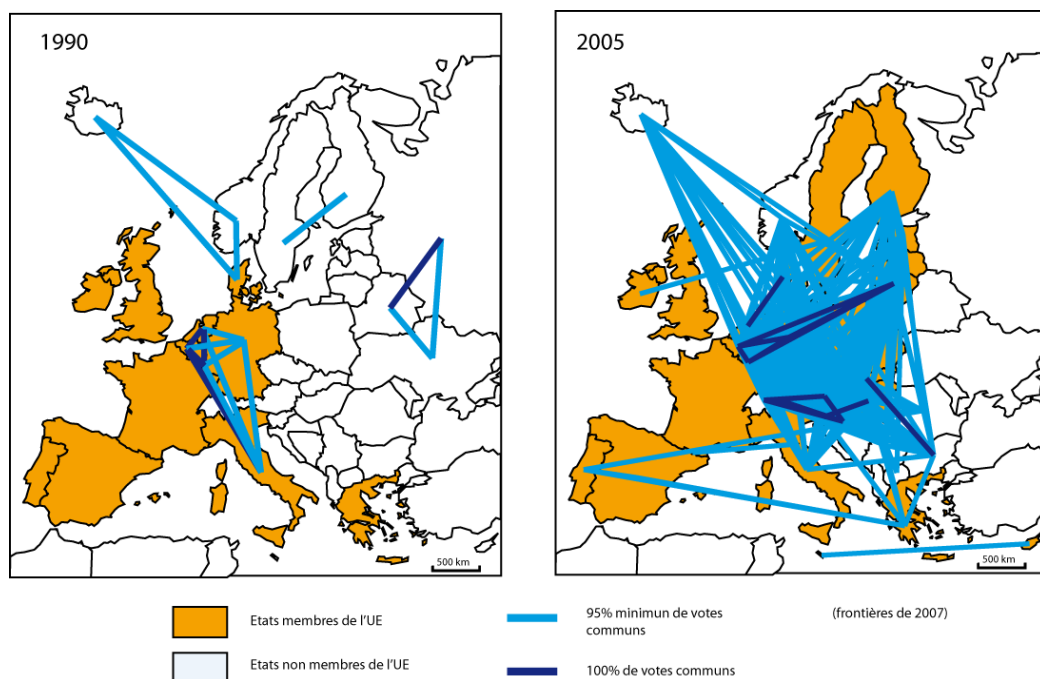 1990
2005
500 km
500 km
Etats membres de l'UE
95% minimun de votes
communs
(frontières de 2007)
Etats non membres de l'UE
100% de votes communs